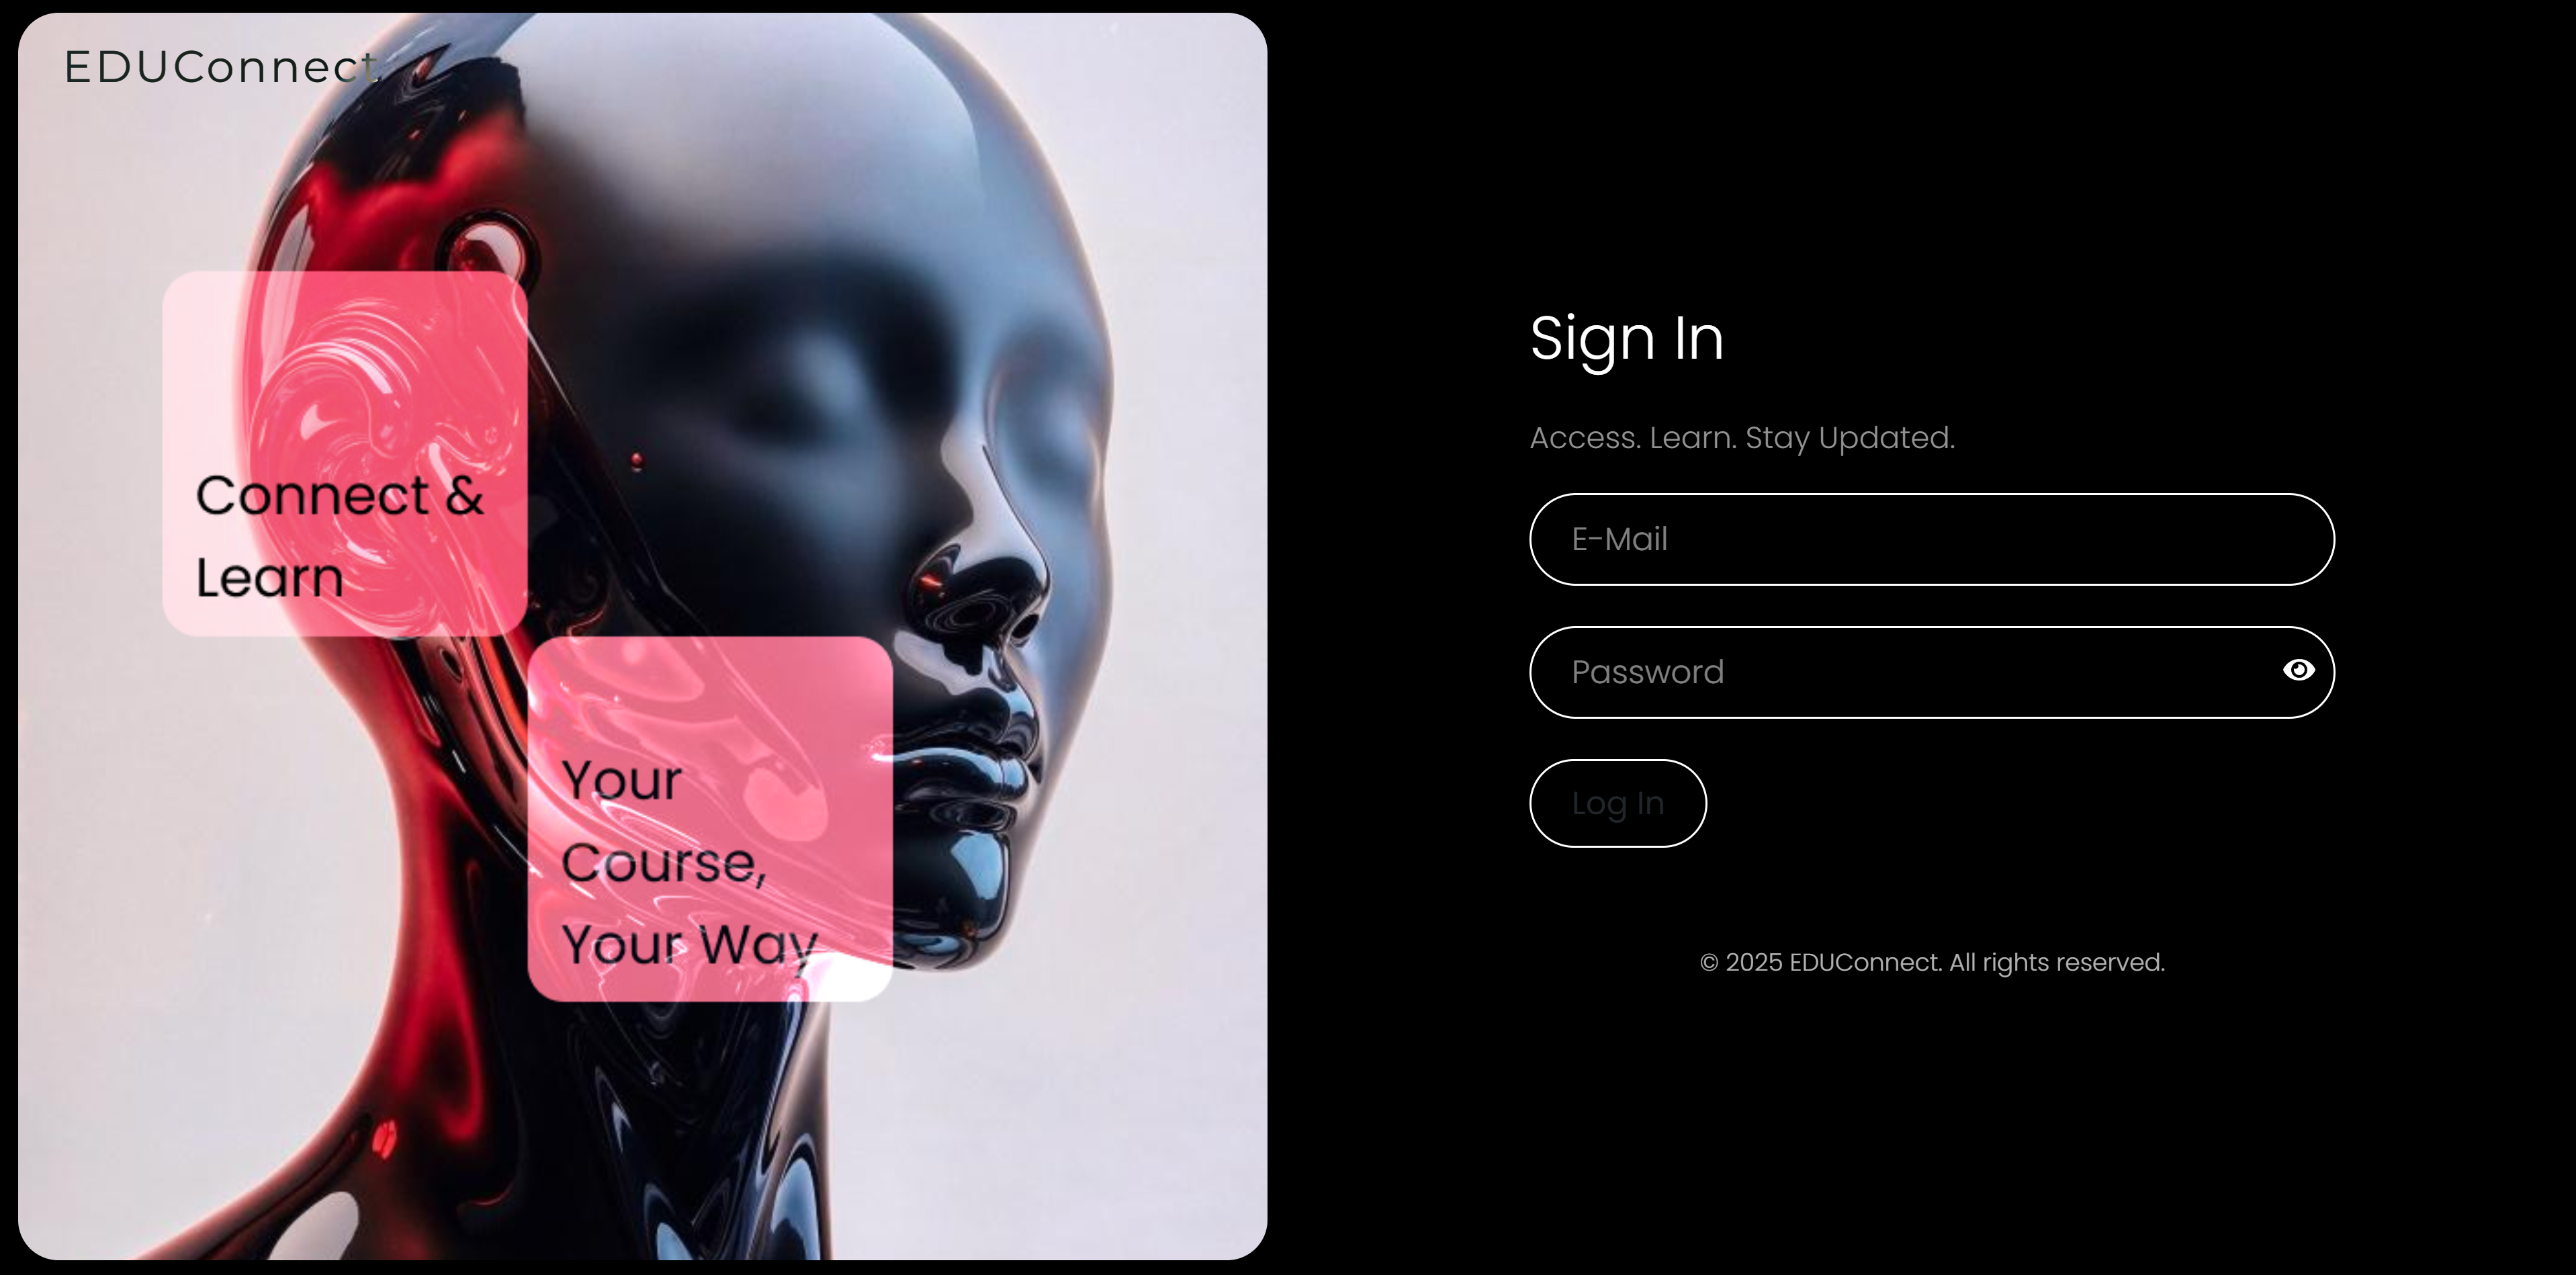 EDUConnect
Connect &
Learn
Your
Course,
Your Way
Sign In
Access. Learn. Stay Updated.
E-Mail
Password
Log In
© 2025 EDUConnect. All rights reserved.